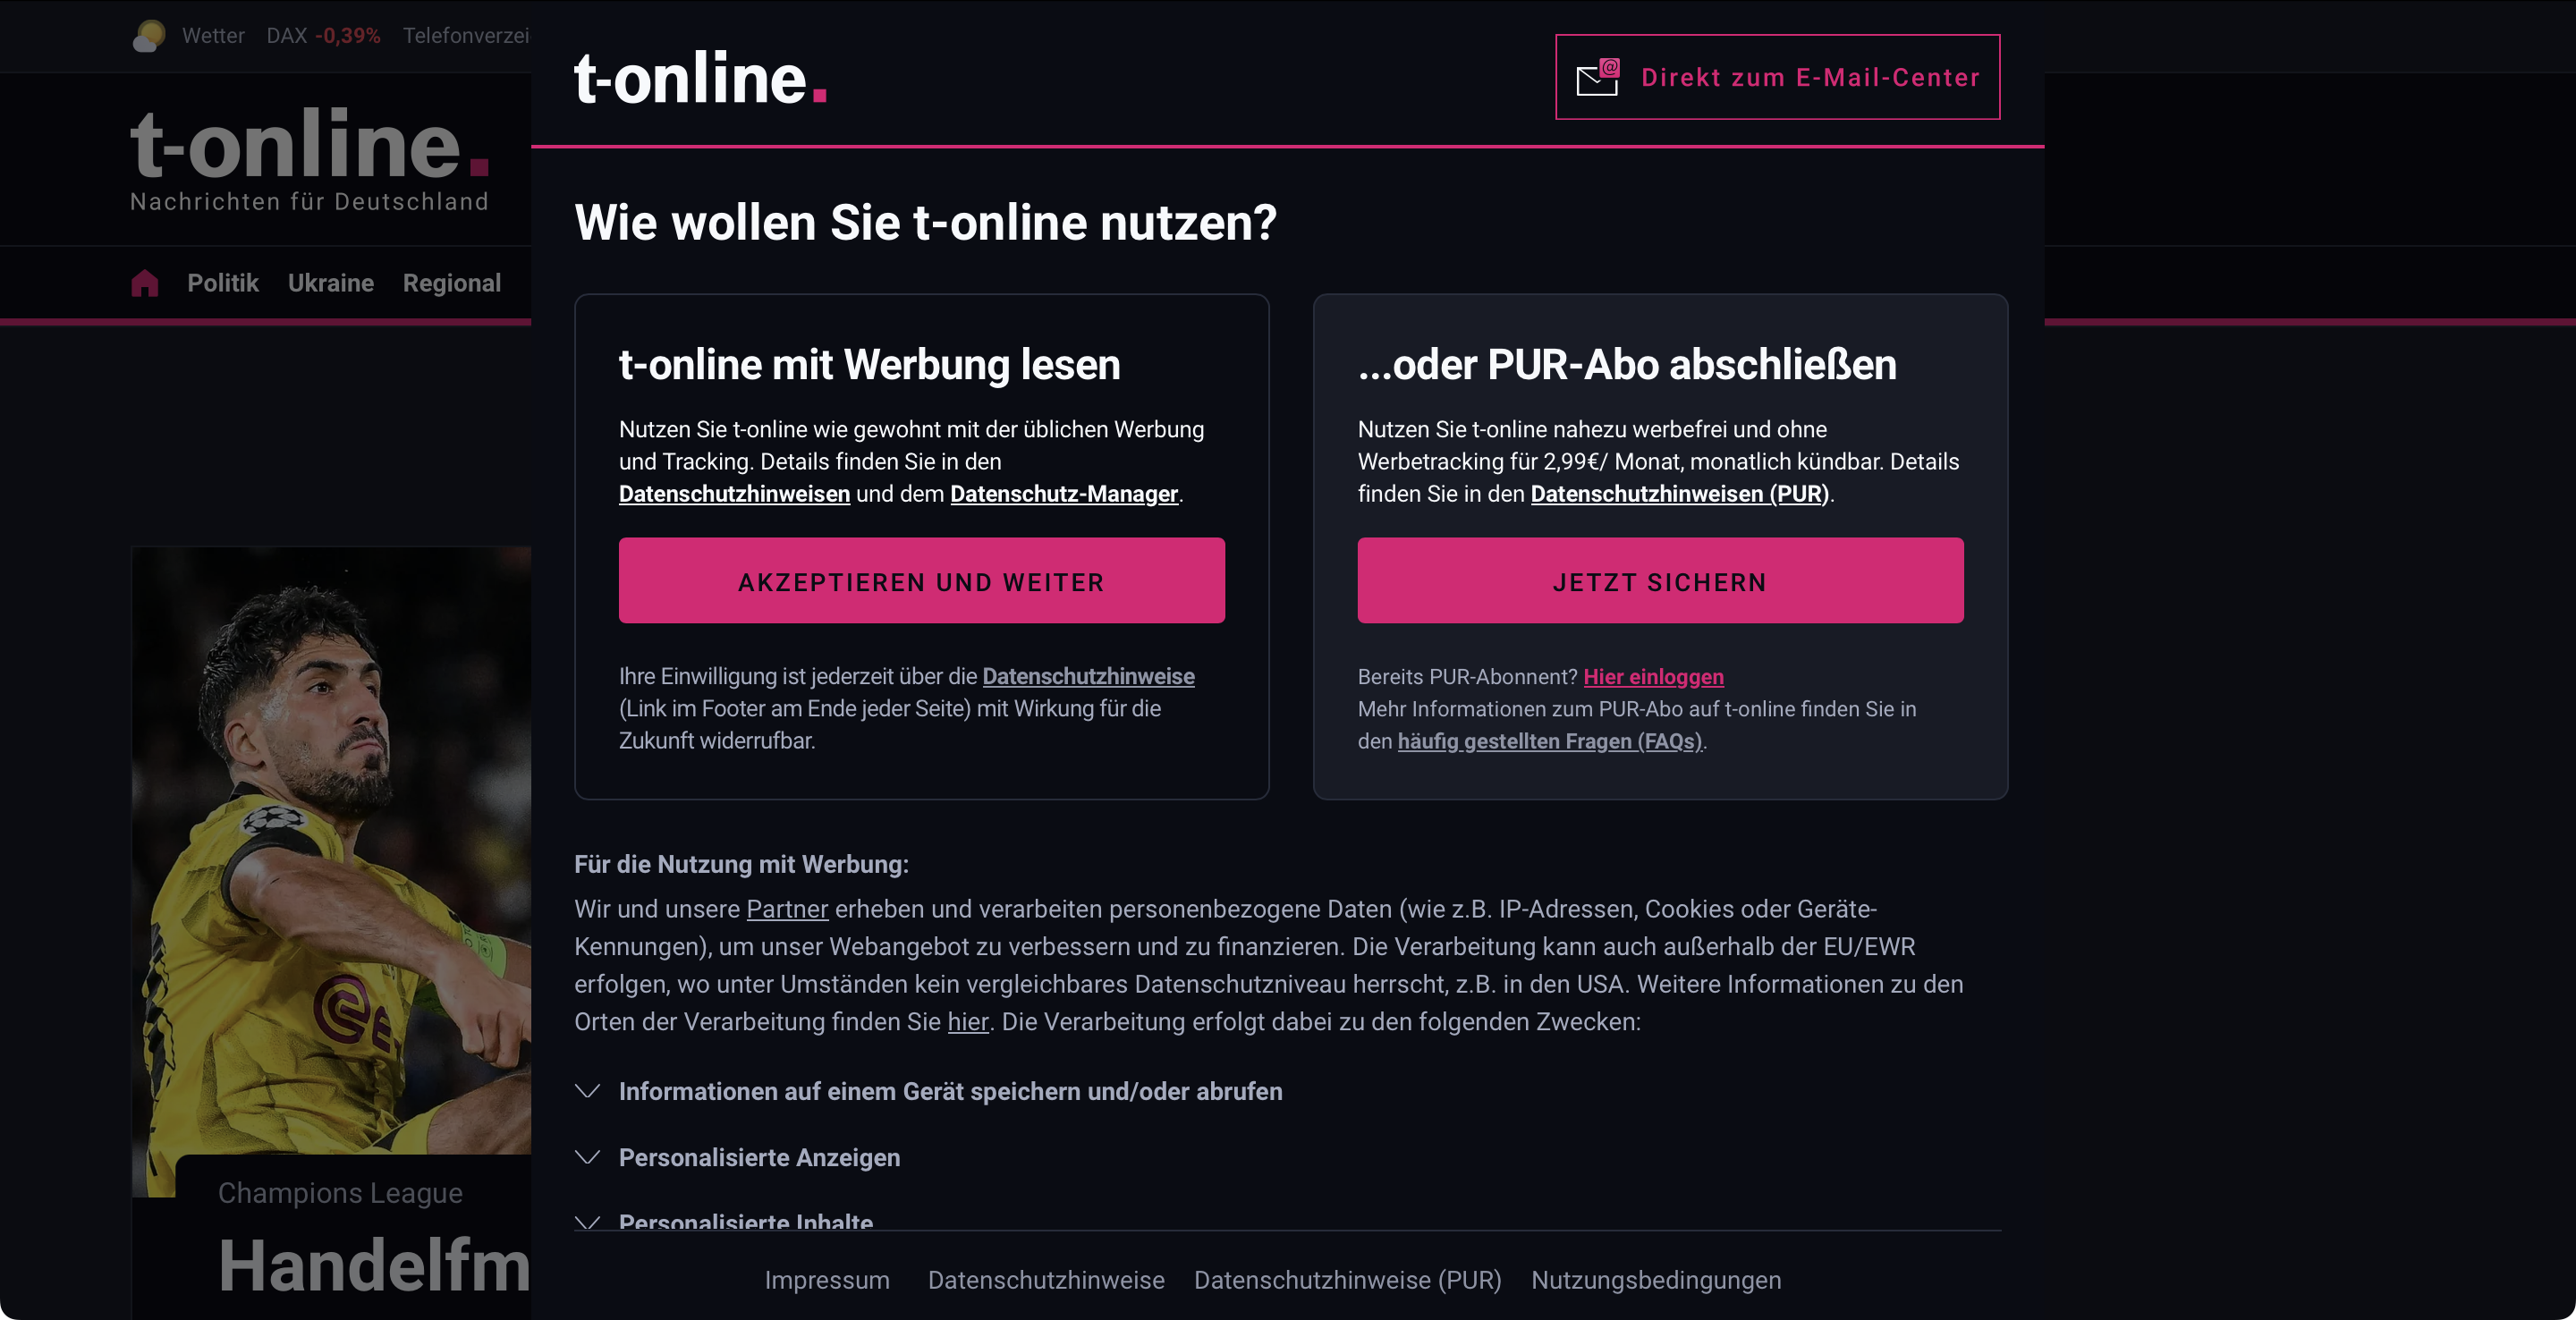 Wetter DAX -0,39% Telefonverzei
t-online.
Nachrichten für Deutschland
Politik Ukraine Regional
Champions League
Handelfm
t-online.
@ Direkt zum E-Mail-Center
Wie wollen Sie t-online nutzen?
t-online mit Werbung lesen
Nutzen Sie t-online wie gewohnt mit der üblichen Werbung
und Tracking. Details finden Sie in den
Datenschutzhinweisen und dem Datenschutz-Manager.
AKZEPTIEREN UND WEITER
Ihre Einwilligung ist jederzeit über die Datenschutzhinweise
(Link im Footer am Ende jeder Seite) mit Wirkung für die
Zukunft widerrufbar.
...oder PUR-Abo abschließen
Nutzen Sie t-online nahezu werbefrei und ohne
Werbetracking für 2,99€/ Monat, monatlich kündbar. Details
finden Sie in den Datenschutzhinweisen (PUR).
JETZT SICHERN
Bereits PUR-Abonnent? Hier einloggen
Mehr Informationen zum PUR-Abo auf t-online finden Sie in
den häufig gestellten Fragen (FAQs).
Für die Nutzung mit Werbung:
Wir und unsere Partner erheben und verarbeiten personenbezogene Daten (wie z.B. IP-Adressen, Cookies oder Geräte-
Kennungen), um unser Webangebot zu verbessern und zu finanzieren. Die Verarbeitung kann auch außerhalb der EU/EWR
erfolgen, wo unter Umständen kein vergleichbares Datenschutzniveau herrscht, z.B. in den USA. Weitere Informationen zu den
Orten der Verarbeitung finden Sie hier. Die Verarbeitung erfolgt dabei zu den folgenden Zwecken:
Informationen auf einem Gerät speichern und/oder abrufen
Personalisierte Anzeigen
Personalisierte Inhalte
Impressum Datenschutzhinweise Datenschutzhinweise (PUR) Nutzungsbedingungen